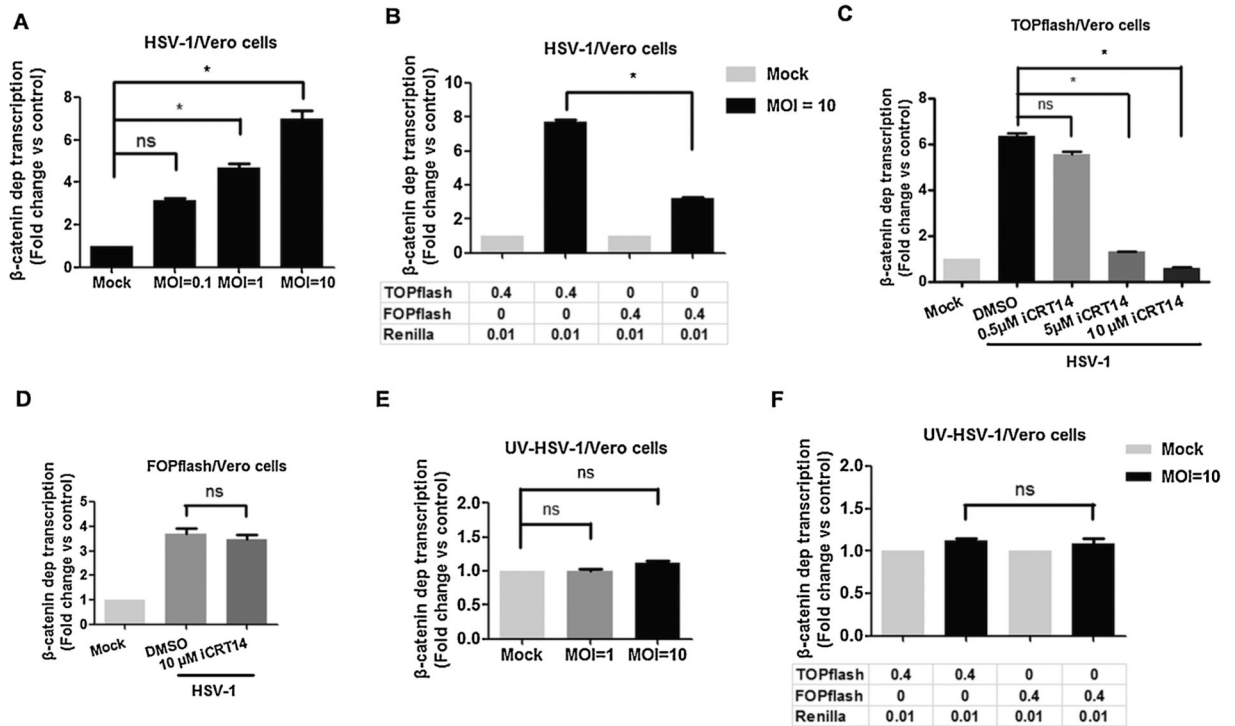 A
HSV-1/Vero cells
β-catenin dep transcription
(Fold change vs control)
8
6
4
2
0
ns
*
*
Mock
MOI=0.1
MOI=1
MOI=10
B
HSV-1/Vero cells
β-catenin dep transcription
(Fold change vs control)
10
8
6
4
2
0
*
Mock
MOI = 10
TOPflash 0.4 0.4 0 0
FOPflash 0 0 0.4 0.4
Renilla 0.01 0.01 0.01 0.01
C
TOPflash/Vero cells
β-catenin dep transcription
(Fold change vs control)
8
6
4
2
0
*
*
ns
Mock
DMSO
0.5μM iCRT14
5μM iCRT14
10 μM iCRT14
HSV-1
D
FOPflash/Vero cells
β-catenin dep transcription
(Fold change vs control)
5
4
3
2
1
0
ns
Mock
DMSO
10 μM iCRT14
HSV-1
E
UV-HSV-1/Vero cells
β-catenin dep transcription
(Fold change vs control)
2.0
1.5
1.0
0.5
0.0
ns
ns
Mock
MOI=1
MOI=10
F
UV-HSV-1/Vero cells
β-catenin dep transcription
(Fold change vs control)
2.0
1.5
1.0
0.5
0.0
ns
Mock
MOI=10
TOPflash 0.4 0.4 0 0
FOPflash 0 0 0.4 0.4
Renilla 0.01 0.01 0.01 0.01